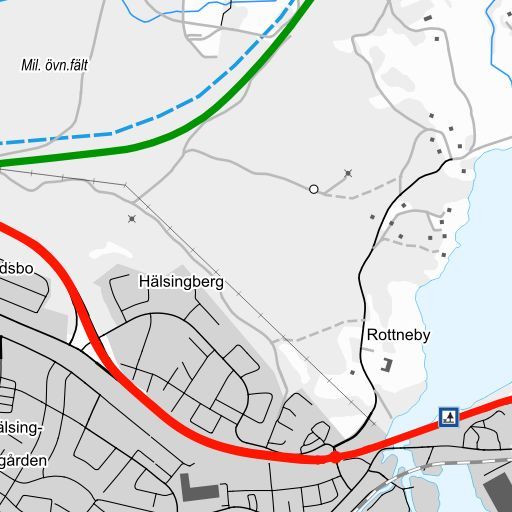 Mil. övn.fält
dsbo
Hälsingberg
Rottneby
älsing-
gården